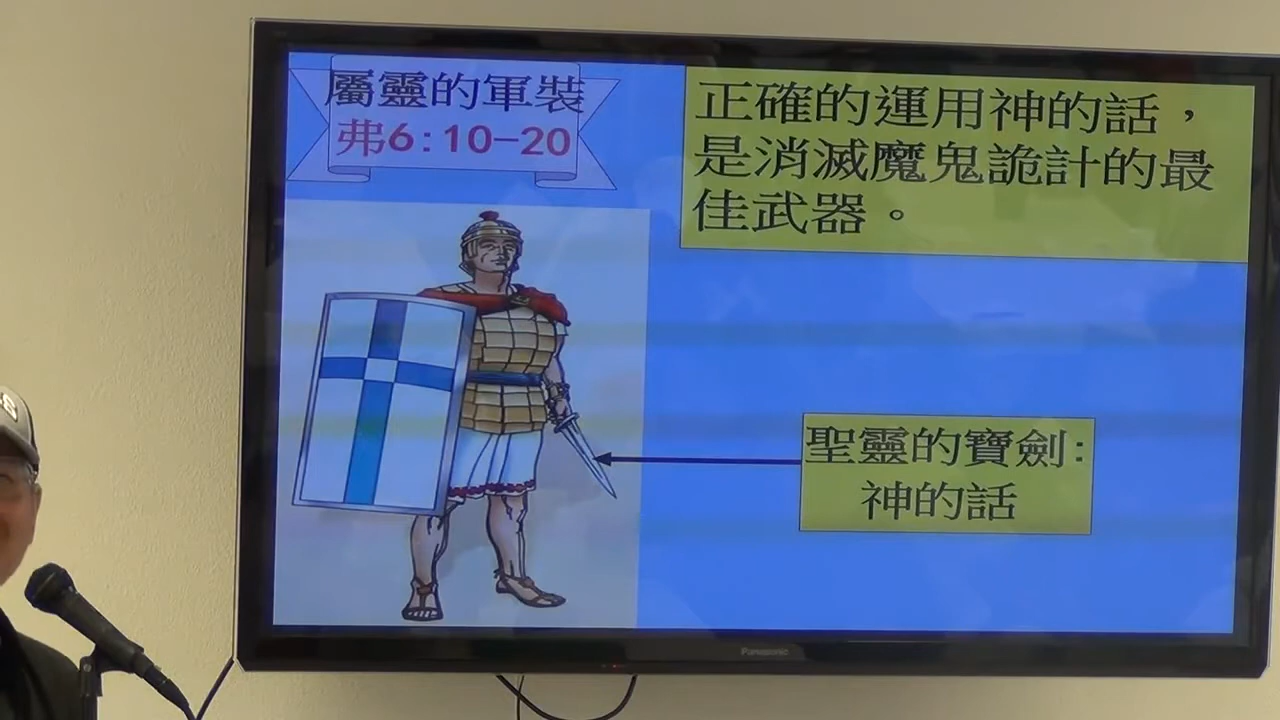 屬靈的軍裝
弗6:10-20
正確的運用神的話，
是消滅魔鬼詭計的最
佳武器。
聖靈的寶劍:
神的話
Panasonic